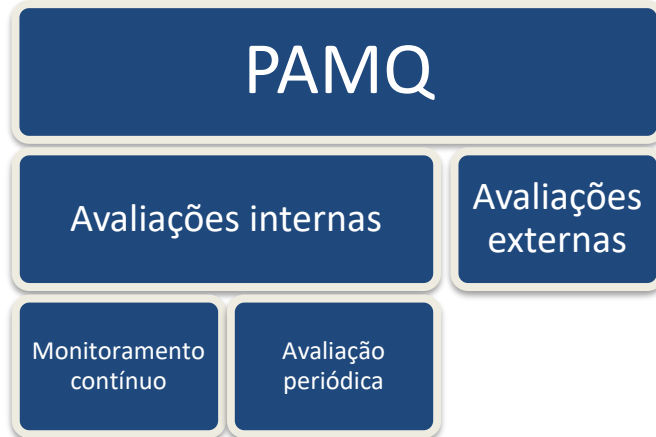 PAMQ
Avaliações internas
Avaliações
externas
Monitoramento
contínuo
Avaliação
periódica